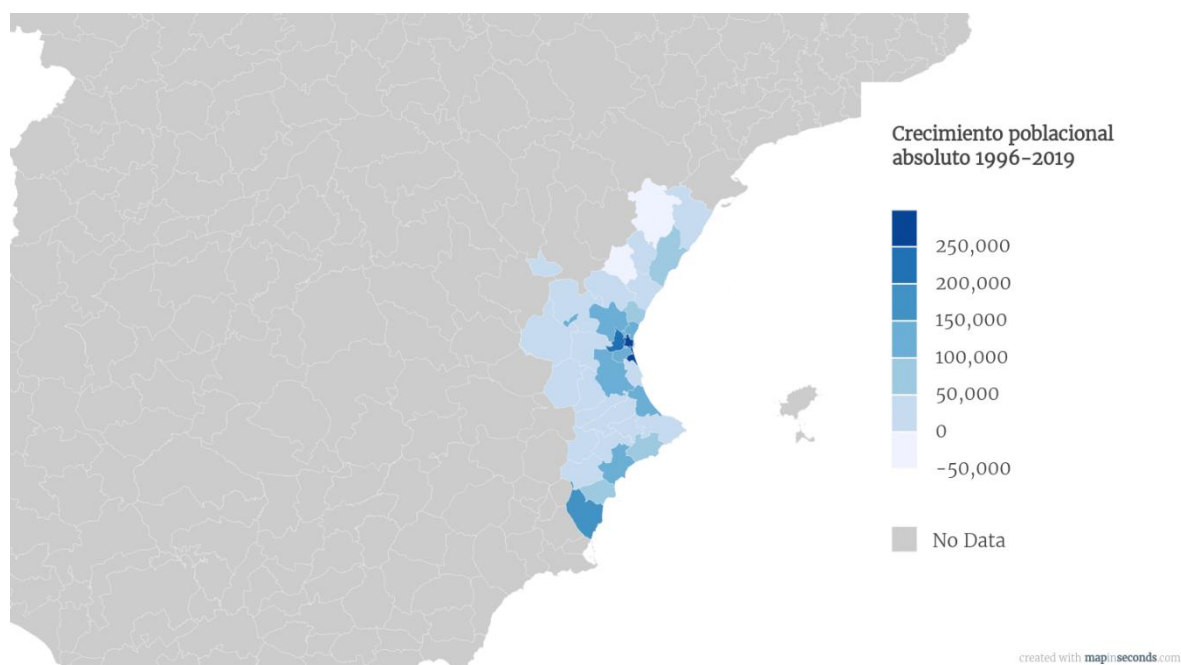 Crecimiento poblacional
absoluto 1996-2019
250,000
200,000
150,000
100,000
50,000
0
-50,000
No Data
created with mapinseconds.com